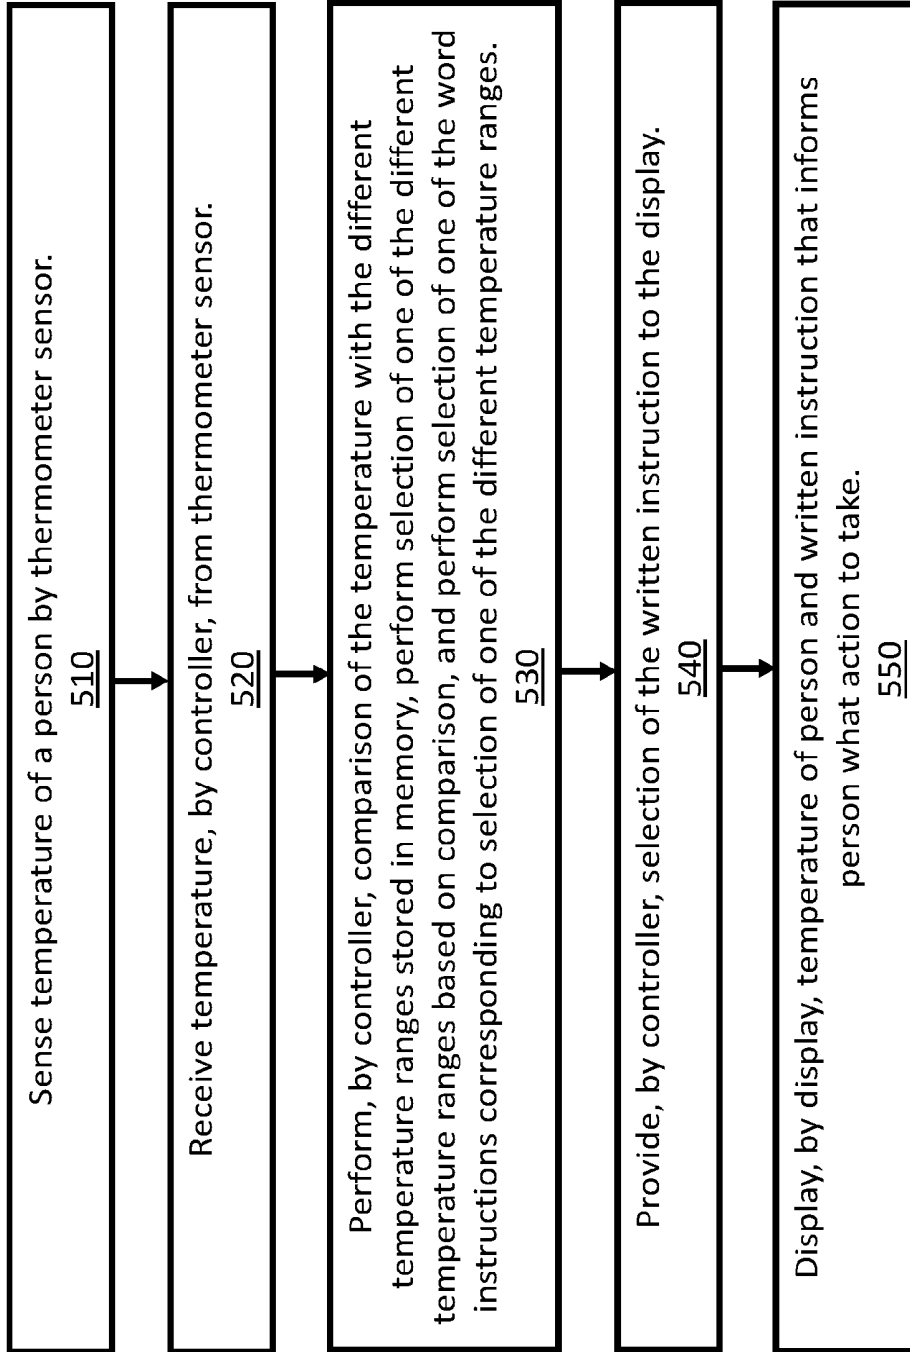 Sense temperature of a person by thermometer sensor.
510
Receive temperature, by controller, from thermometer sensor.
520
Perform, by controller, comparison of the temperature with the different
temperature ranges stored in memory, perform selection of one of the different
temperature ranges based on comparison, and perform selection of one of the word
instructions corresponding to selection of one of the different temperature ranges.
530
Provide, by controller, selection of the written instruction to the display.
540
Display, by display, temperature of person and written instruction that informs
person what action to take.
550